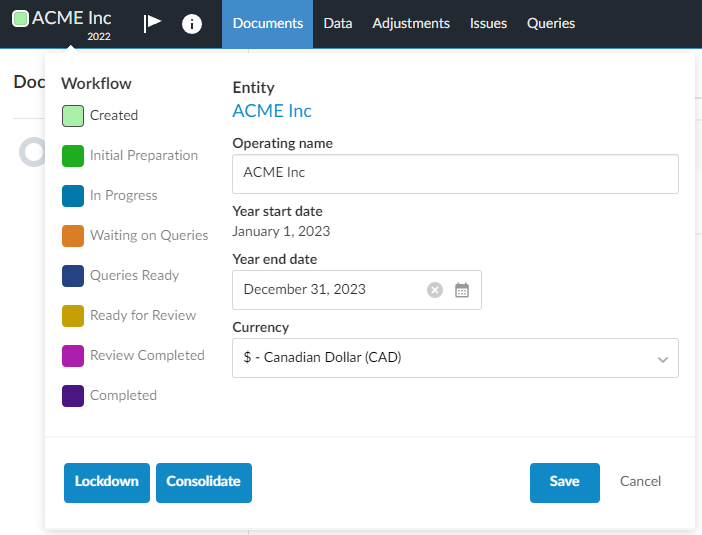 ACME Inc
2022
Documents
Data
Adjustments
Issues
Queries
Doc
Workflow
Created
Initial Preparation
In Progress
Waiting on Queries
Queries Ready
Ready for Review
Review Completed
Completed
Entity
ACME Inc
Operating name
ACME Inc
Year start date
January 1, 2023
Year end date
December 31, 2023
Currency
$ - Canadian Dollar (CAD)
Lockdown
Consolidate
Save
Cancel